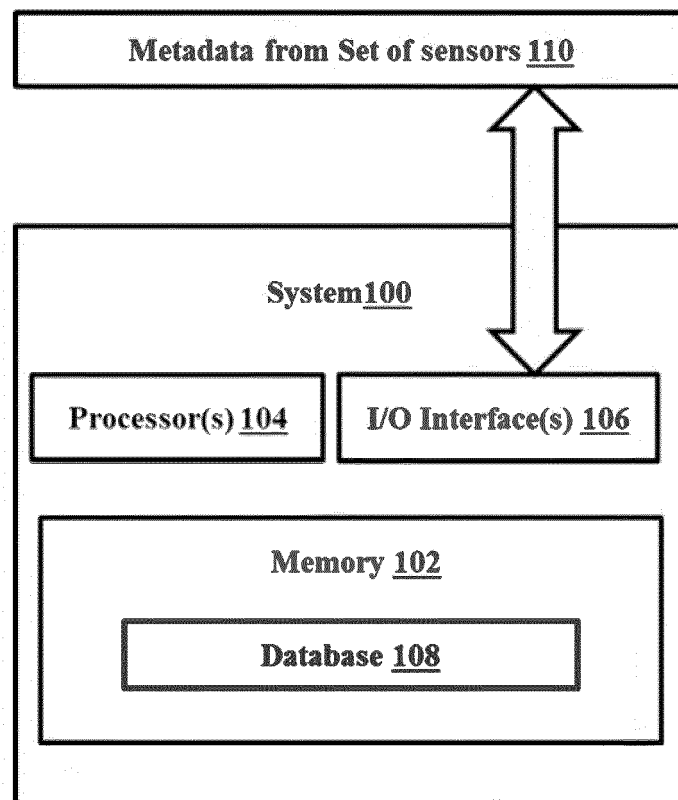 Metadata from Set of sensors 110
System100
Processor(s) 104
I/O Interface(s) 106
Memory 102
Database 108